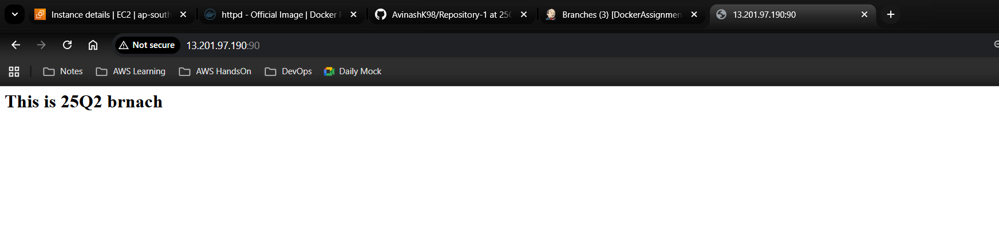 Instance details | EC2 | ap-south
httpd - Official Image | Docker
AvinashK98/Repository-1 at 25
Branches (3) [DockerAssignmen
13.201.97.190:90
Not secure
13.201.97.190:90
Notes
AWS Learning
AWS HandsOn
DevOps
Daily Mock
This is 25Q2 brnach